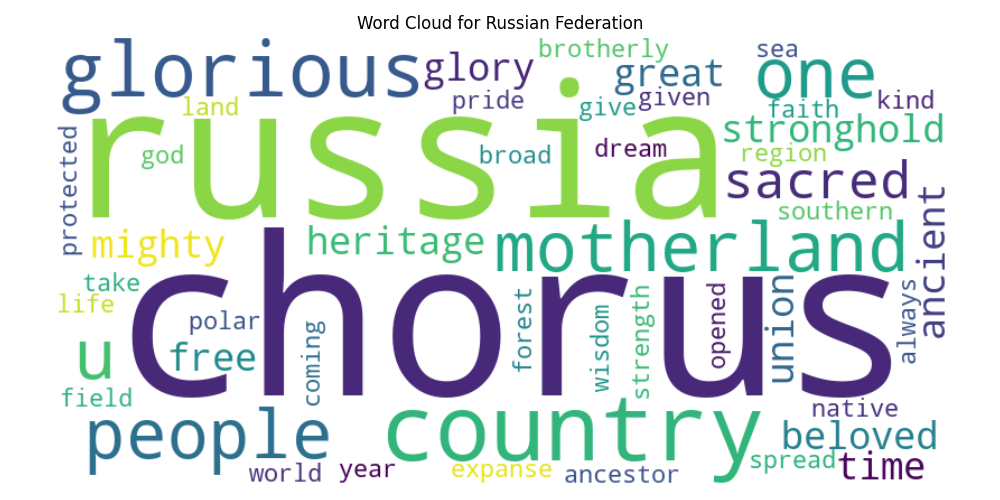 Word Cloud for Russian Federation
glorious
glory
brotherly
great
sea
one
land
pride
give
given
faith
kind
russia
stronghold
protected
god
broad
dream
region
sacred
southern
ancient
mighty
heritage
motherland
take
life
chorus
polar
u
free
coming
forest
wisdom
strength
opened
union
always
field
people
country
native
beloved
world
year
expanse
ancestor
spread
time